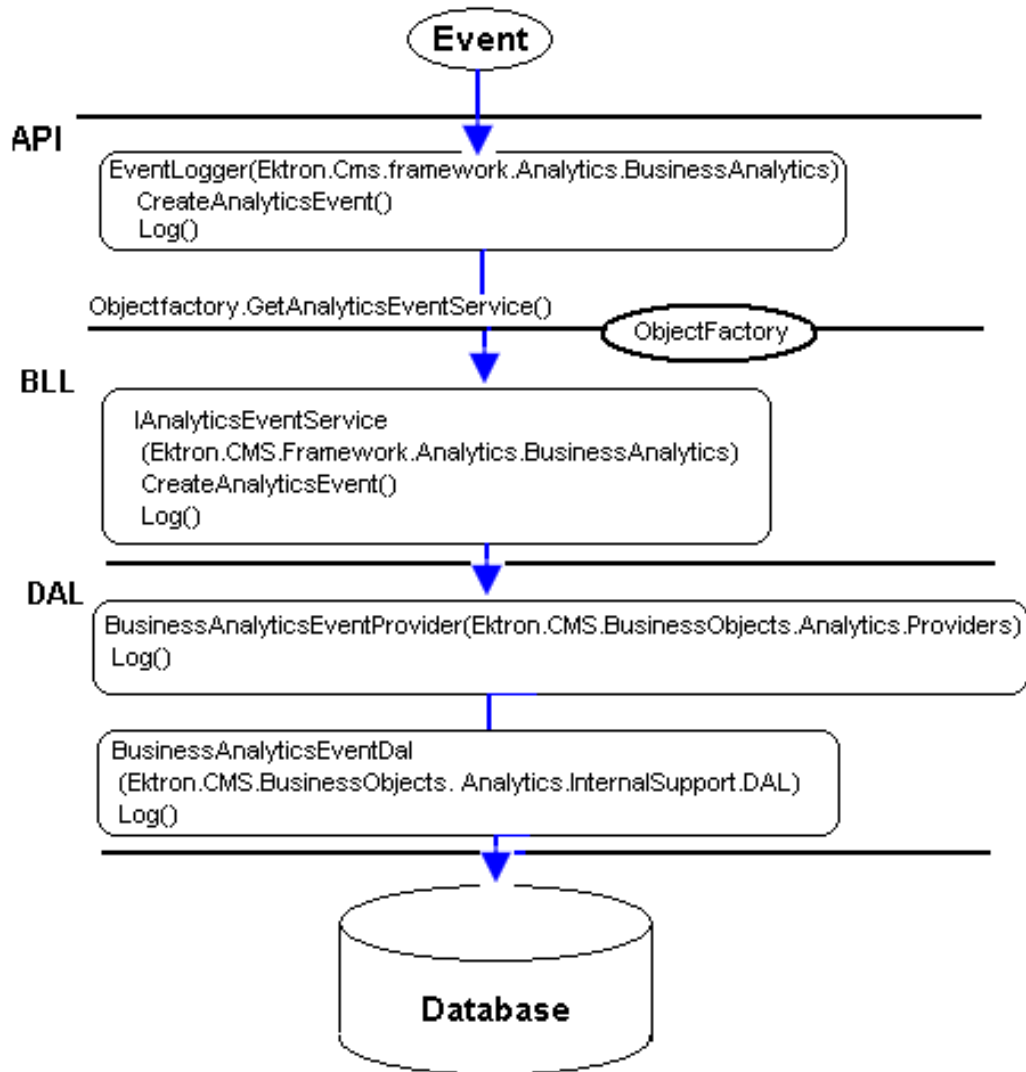 Event
API
EventLogger(Ektron.Cms.framework.Analytics.BusinessAnalytics)
CreateAnalyticsEvent()
Log()
Objectfactory.GetAnalyticsEventService()
ObjectFactory
BLL
IAnalyticsEventService
(Ektron.CMS.Framework.Analytics.BusinessAnalytics)
CreateAnalyticsEvent()
Log()
DAL
BusinessAnalyticsEventProvider(Ektron.CMS.BusinessObjects.Analytics.Providers)
Log()
BusinessAnalyticsEventDal
(Ektron.CMS.BusinessObjects. Analytics.InternalSupport.DAL)
Log()
Database